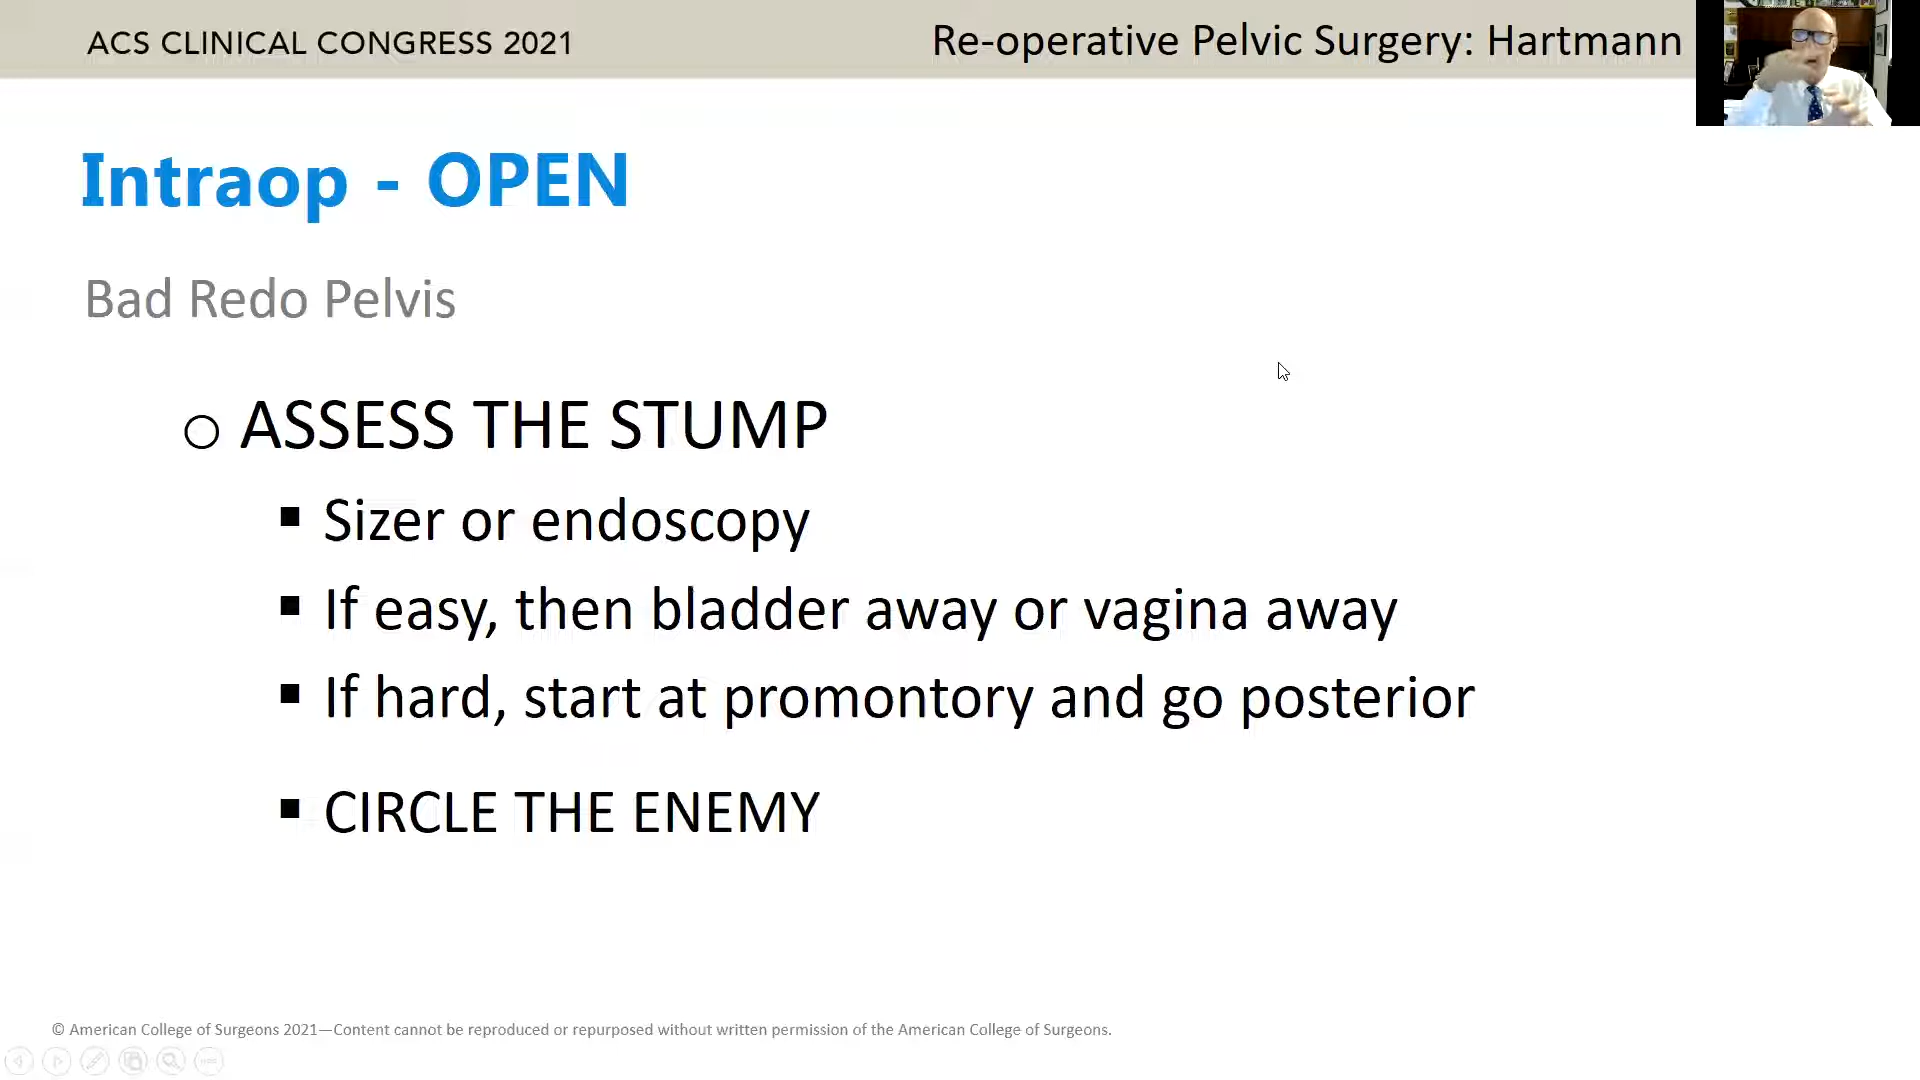 ACS CLINICAL CONGRESS 2021
Re-operative Pelvic Surgery: Hartmann
Intraop - OPEN
Bad Redo Pelvis
ASSESS THE STUMP
Sizer or endoscopy
If easy, then bladder away or vagina away
If hard, start at promontory and go posterior
CIRCLE THE ENEMY
© American College of Surgeons 2021—Content cannot be reproduced or repurposed without written permission of the American College of Surgeons.